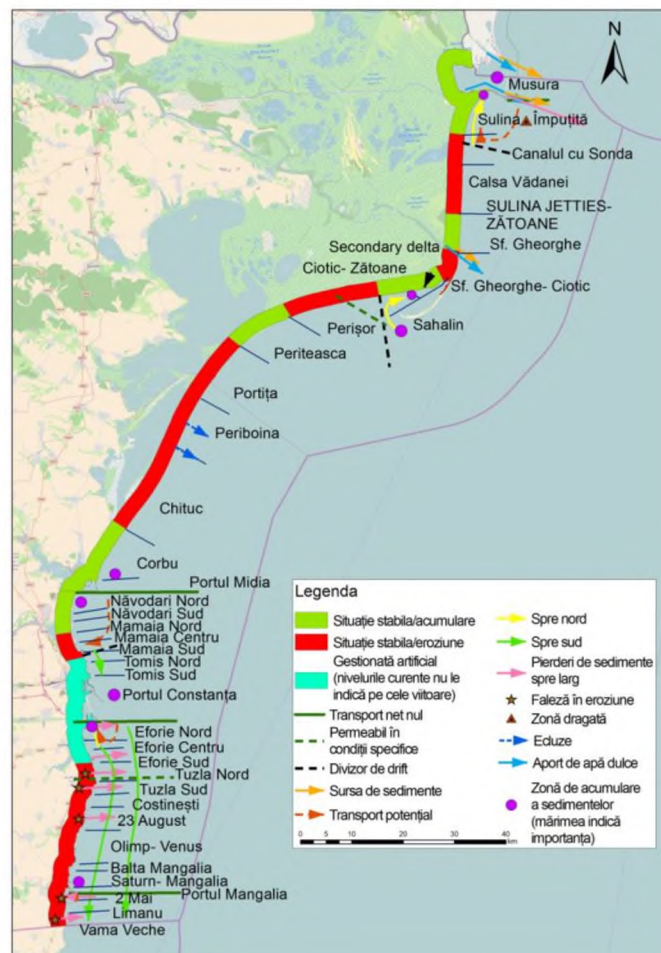 N
Musura
Sulina Împuțită
Canalul cu Sonda
Calsa Vădanei
SULINA JETTIES-
ZĂTOANE
Secondary delta
Sf. Gheorghe
Ciotic- Zătoane
Sf. Gheorghe- Ciotic
Sahalin
Perișor
Periteasca
Portița
Periboina
Chituc
Corbu
Portul Midia
Năvodari Nord
Năvodari Sud
Mamaia Nord
Mamaia Centru
Mamaia Sud
Tomis Nord
Tomis Sud
Portul Constanța
Eforie Nord
Eforie Centru
Eforie Sud
Tuzla Nord
Tuzla Sud
Costinești
23 August
Olimp- Venus
Balta Mangalia
Saturn- Mangalia
Portul Mangalia
2 Mai
Limanu
Vama Veche
Legenda
Situație stabila/acumulare
Situație stabila/eroziune
Gestionată artificial
(nivelurile curente nu le
indică pe cele viitoare)
Transport net nul
Permeabil în
condiții specifice
Divizor de drift
Sursa de sedimente
Transport potențial
Spre nord
Spre sud
Pierderi de sedimente
spre larg
Faleză în eroziune
Zonă dragată
Ecluze
Aport de apă dulce
Zonă de acumulare
a sedimentelor
(mărimea indică
importanța)
0 5 10 20 30 40
km